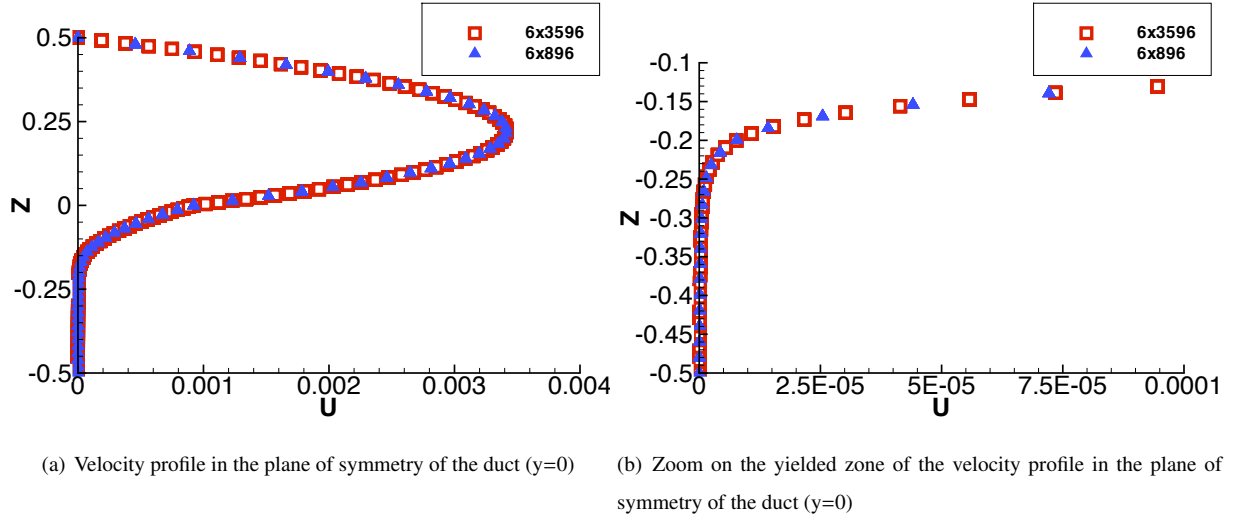 6x3596
6x896
0.5
0.25
0
-0.25
-0.5
Z
0 0.001 0.002 0.003 0.004
U
6x3596
6x896
-0.1
-0.15
-0.2
-0.25
-0.3
-0.35
-0.4
-0.45
-0.5
Z
0 2.5E-05 5E-05 7.5E-05 0.0001
U
(a) Velocity profile in the plane of symmetry of the duct (y=0)
(b) Zoom on the yielded zone of the velocity profile in the plane of
symmetry of the duct (y=0)